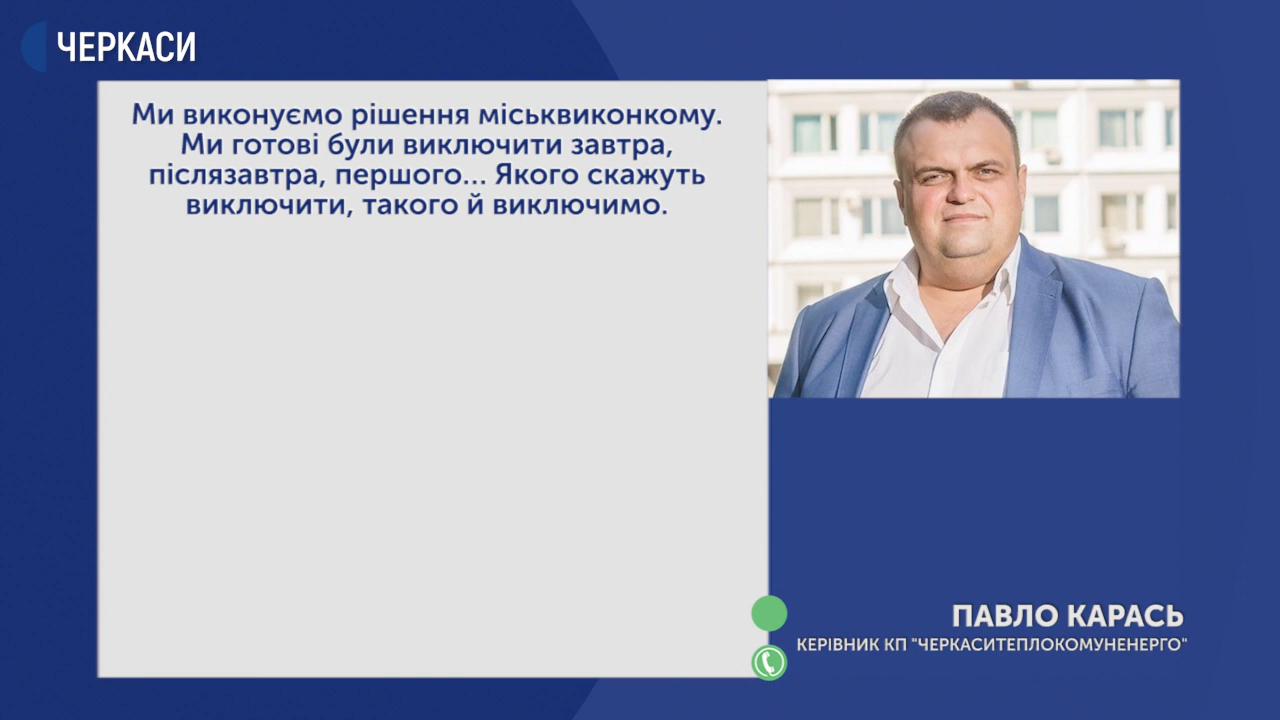 ЧЕРКАСИ
Ми виконуємо рішення міськвиконкому.
Ми готові були виключити завтра,
післязавтра, першого... Якого скажуть
виключити, такого й виключимо.
ПАВЛО КАРАСЬ
КЕРІВНИК КП "ЧЕРКАСИТЕПЛОКОМУНЕНЕРГО"